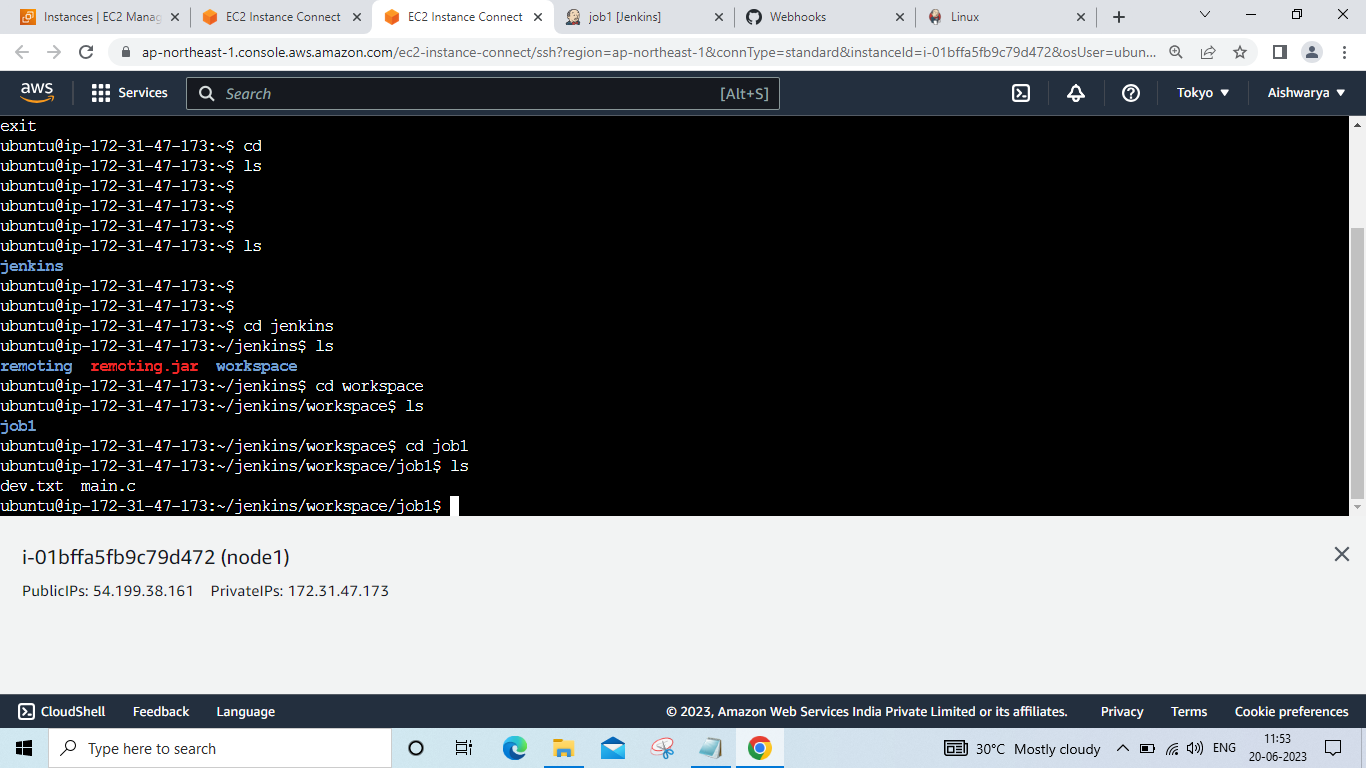 Instances | EC2 Manag
EC2 Instance Connect
EC2 Instance Connect
job1 [Jenkins]
Webhooks
Linux
ap-northeast-1.console.aws.amazon.com/ec2-instance-connect/ssh?region=ap-northeast-1&connType=standard&instanceId=i-01bffa5fb9c79d472&osUser=ubun...
aws
Services
Search
[Alt+S]
Tokyo
Aishwarya
exit
ubuntu@ip-172-31-47-173:~$ cd
ubuntu@ip-172-31-47-173:~$ ls
ubuntu@ip-172-31-47-173:~$
ubuntu@ip-172-31-47-173:~$
ubuntu@ip-172-31-47-173:~$
ubuntu@ip-172-31-47-173:~$ ls
jenkins
ubuntu@ip-172-31-47-173:~$
ubuntu@ip-172-31-47-173:~$
ubuntu@ip-172-31-47-173:~$ cd jenkins
ubuntu@ip-172-31-47-173:~/jenkins$ ls
remoting  remoting.jar  workspace
ubuntu@ip-172-31-47-173:~/jenkins$ cd workspace
ubuntu@ip-172-31-47-173:~/jenkins/workspace$ ls
job1
ubuntu@ip-172-31-47-173:~/jenkins/workspace$ cd job1
ubuntu@ip-172-31-47-173:~/jenkins/workspace/job1$ ls
dev.txt  main.c
ubuntu@ip-172-31-47-173:~/jenkins/workspace/job1$
i-01bffa5fb9c79d472 (node1)
PublicIPs: 54.199.38.161    PrivateIPs: 172.31.47.173
CloudShell
Feedback
Language
© 2023, Amazon Web Services India Private Limited or its affiliates.
Privacy
Terms
Cookie preferences
Type here to search
30°C  Mostly cloudy
ENG
11:53
20-06-2023